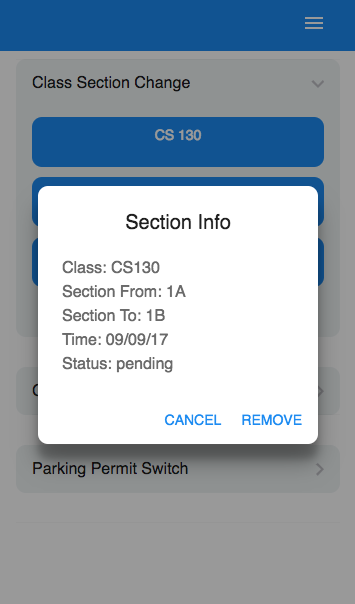 Class Section Change
CS 130
Section Info
Class: CS130
Section From: 1A
Section To: 1B
Time: 09/09/17
Status: pending
CANCEL REMOVE
Parking Permit Switch